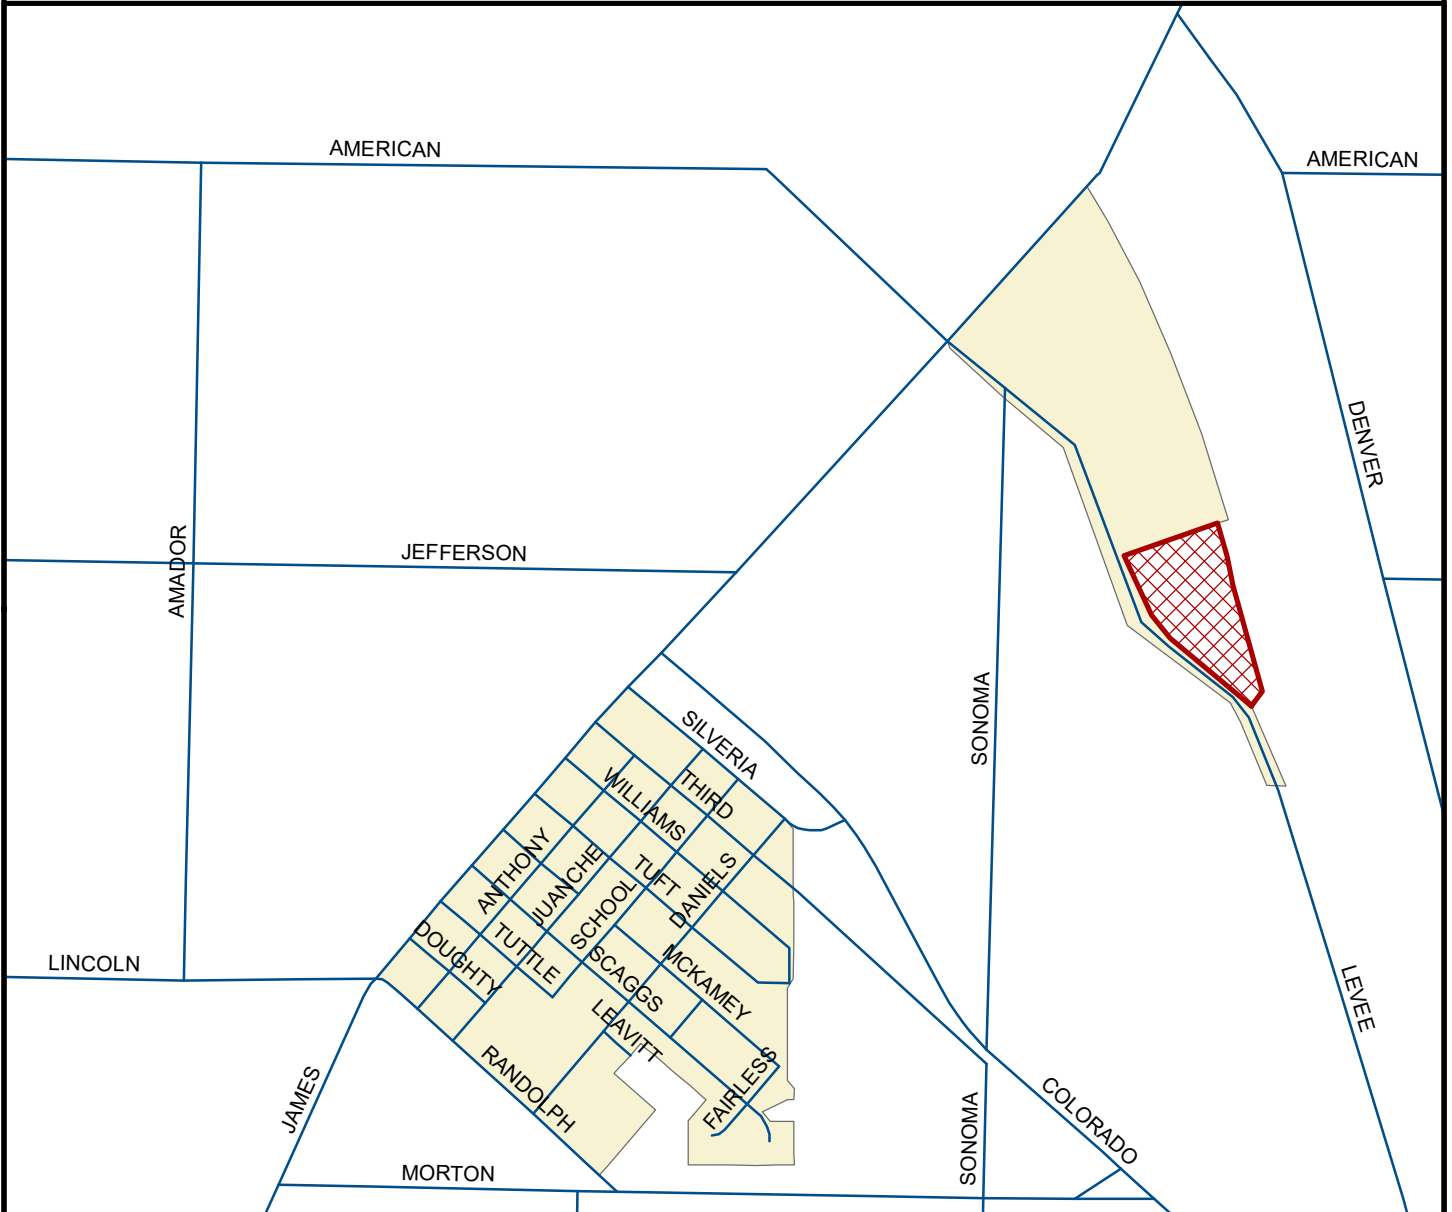 AMERICAN
AMERICAN
DENVER
AMADOR
JEFFERSON
SONOMA
SILVERIA
THIRD
WILLIAMS
ANTHONY
JUANCHE
TUFT
DANIELS
SCHOOL
DOUGHTY
TUTTLE
SCAGGS
MCKAMEY
LINCOLN
LEVEE
LEAVITT
RANDOLPH
FAIRLESS
JAMES
COLORADO
SONOMA
MORTON